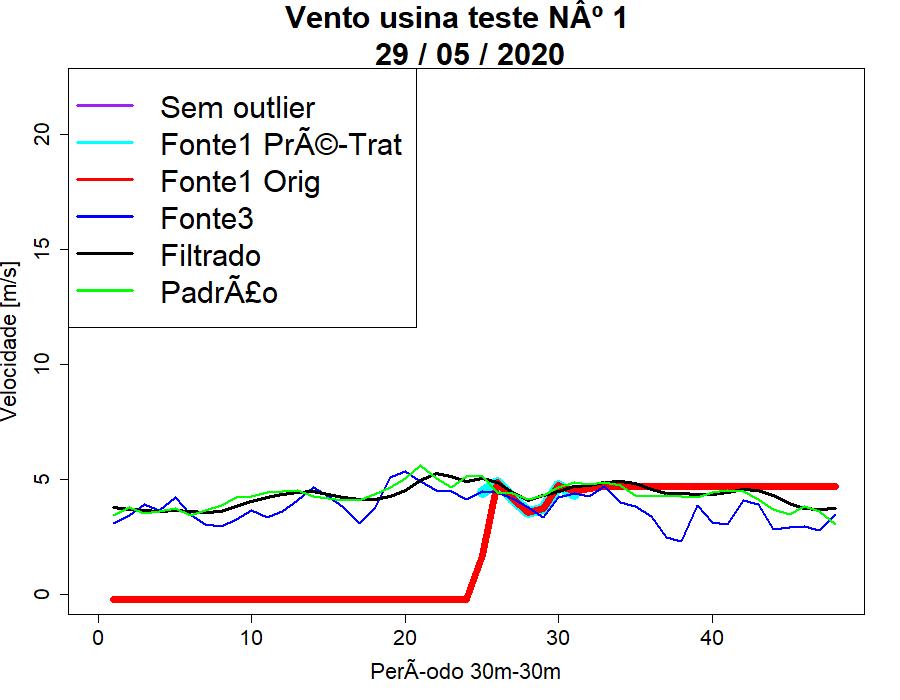 Vento usina teste NÂº 1
29 / 05 / 2020
Sem outlier
Fonte1 PrÃ©-Trat
Fonte1 Orig
Fonte3
Filtrado
PadrÃ£o
Velocidade [m/s]
20
15
10
5
0
0 10 20 30 40
PerÃ-odo 30m-30m